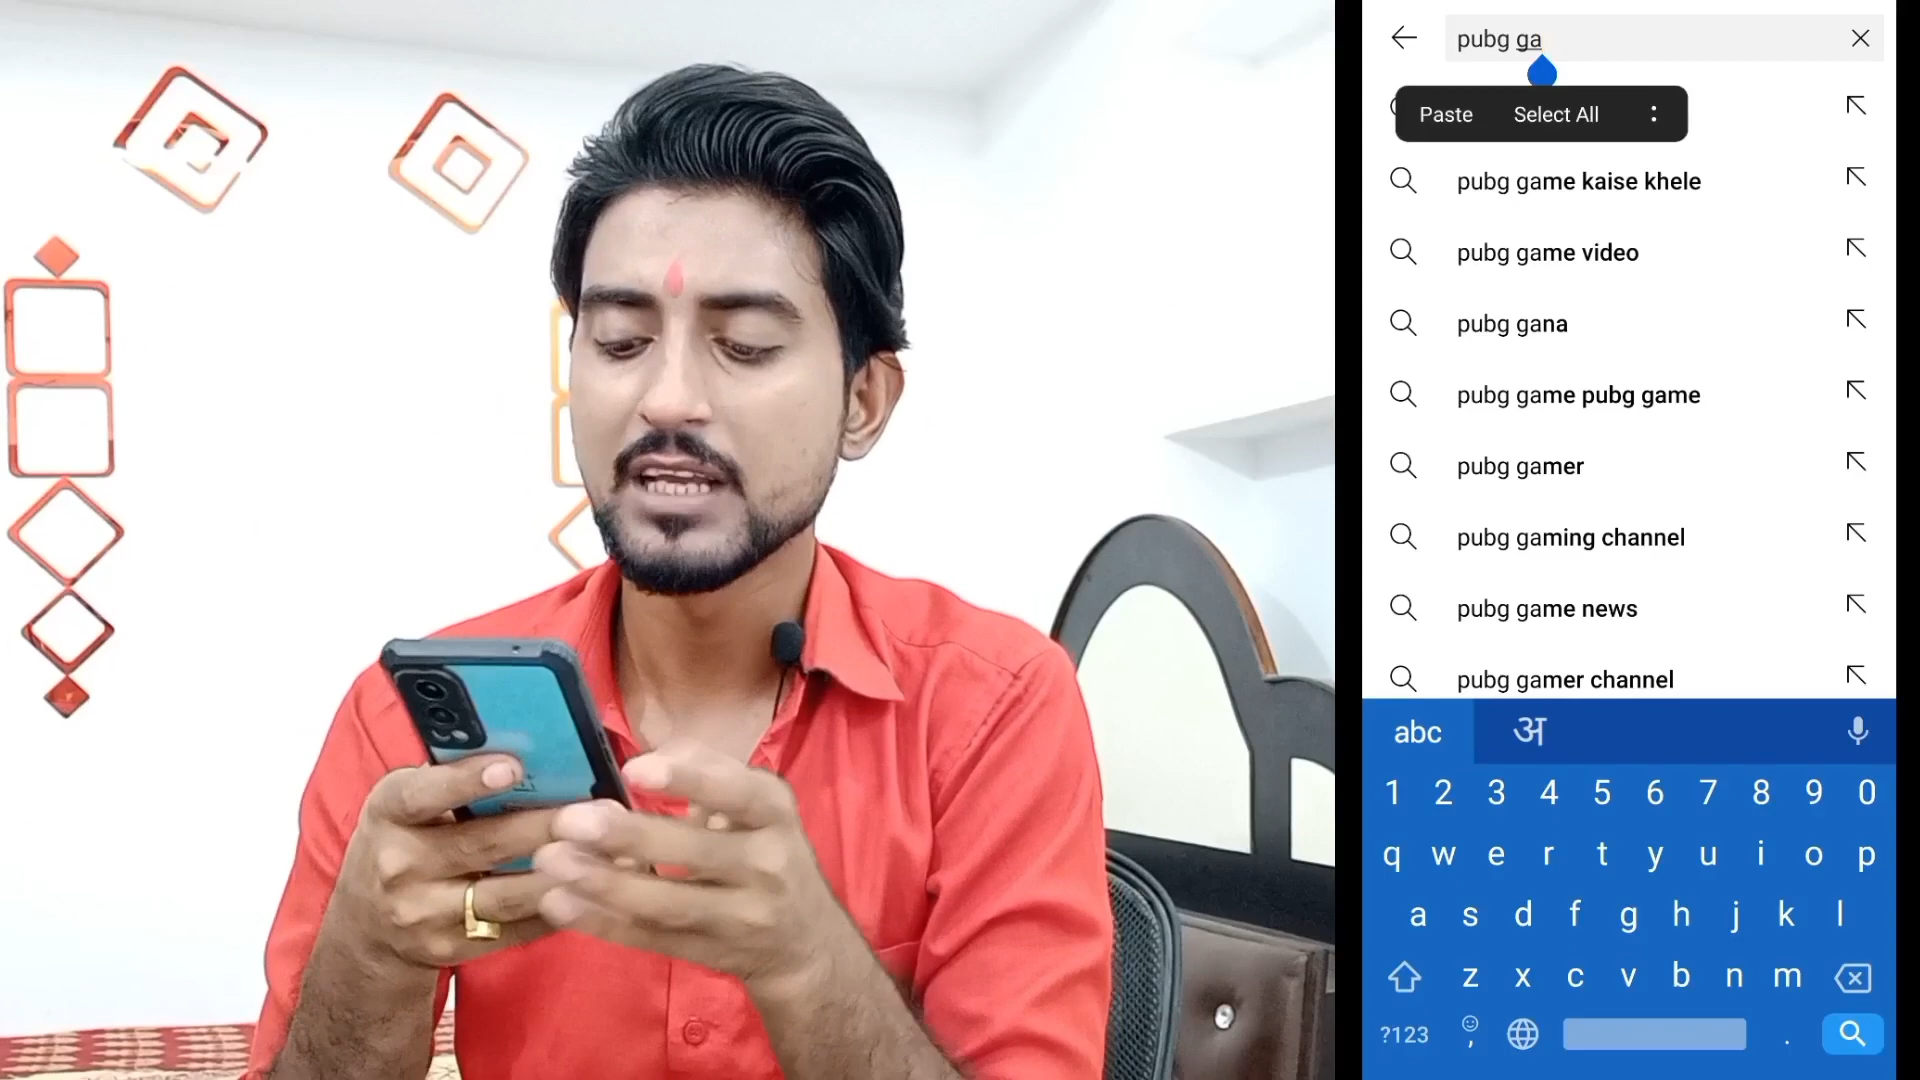 pubg ga
Paste Select All
pubg game kaise khele
pubg game video
pubg gana
pubg game pubg game
pubg gamer
pubg gaming channel
pubg game news
pubg gamer channel
abc अ
1 2 3 4 5 6 7 8 9 0
q w e r t y u i o p
a s d f g h j k l
z x c v b n m
?123 , .